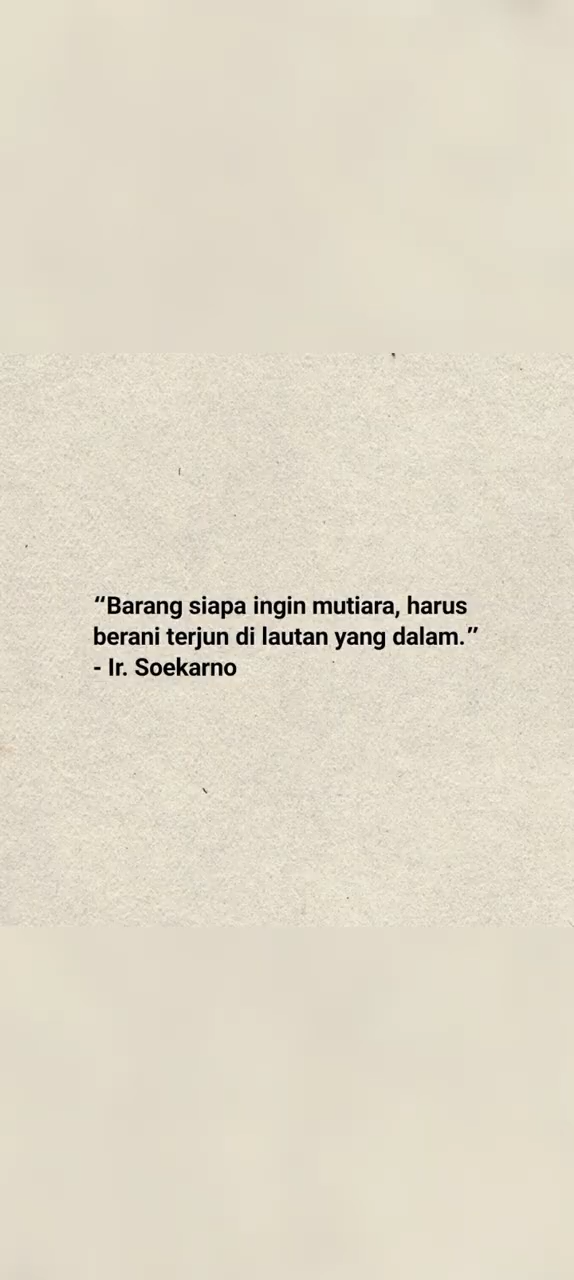 “Barang siapa ingin mutiara, harus
berani terjun di lautan yang dalam.”
- Ir. Soekarno